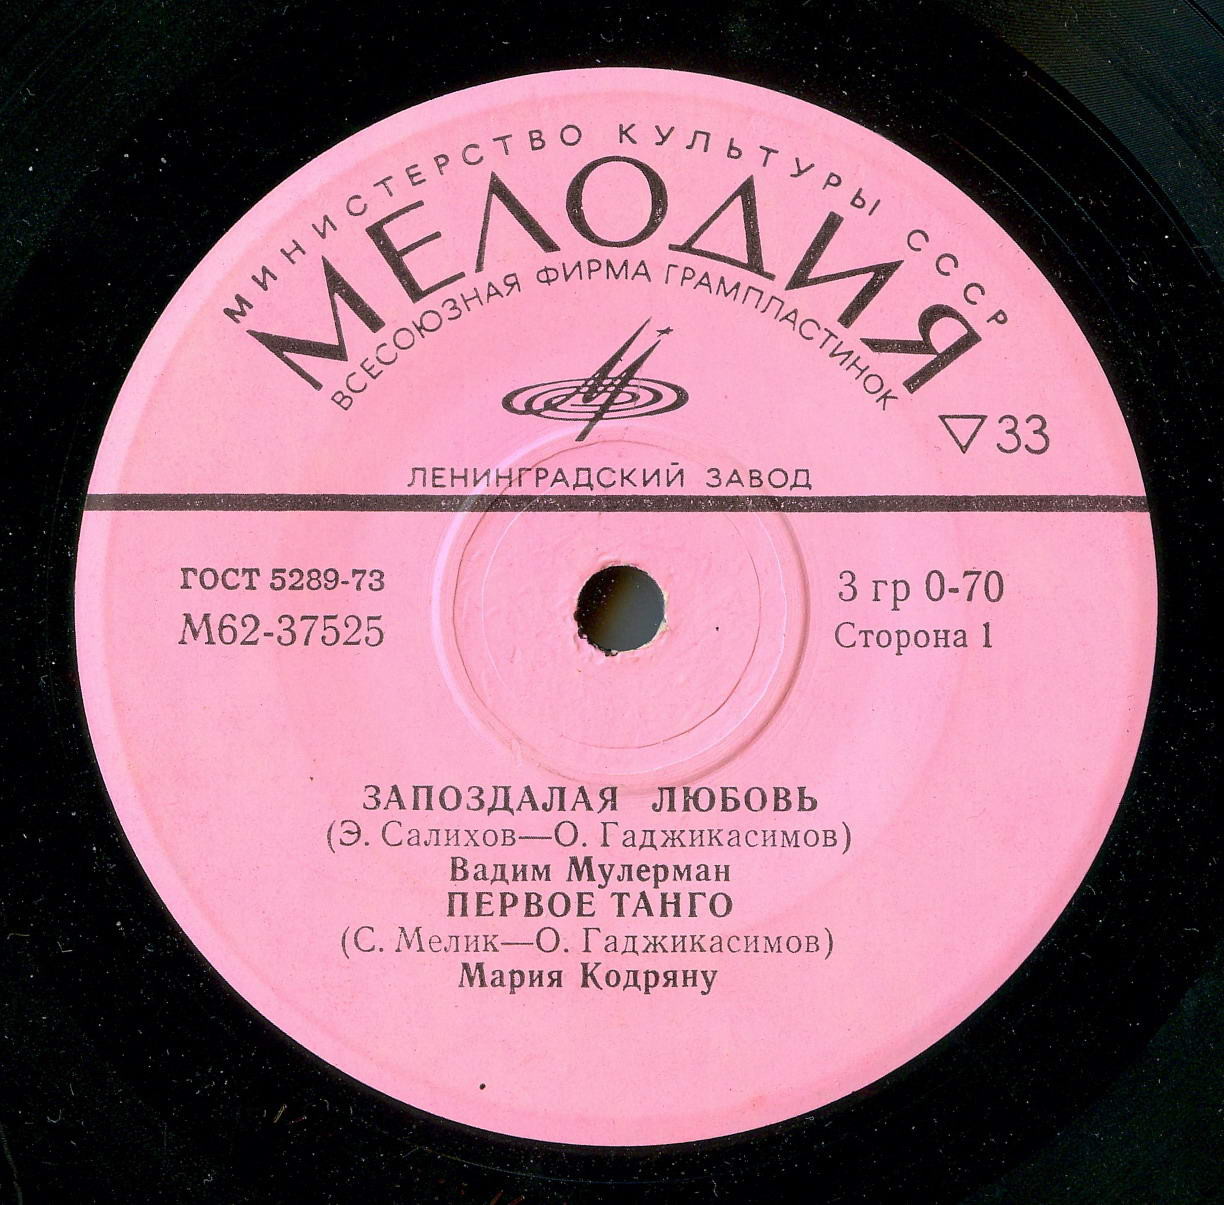 МИНИСТЕРСТВО КУЛЬТУРЫ СССР
МЕЛОДИЯ
ВСЕСОЮЗНАЯ ФИРМА ГРАМПЛАСТИНОК
▽33
ЛЕНИНГРАДСКИЙ ЗАВОД
ГОСТ 5289-73
М62-37525
3 гр 0-70
Сторона 1
ЗАПОЗДАЛАЯ ЛЮБОВЬ
(Э. Салихов—О. Гаджикасимов)
Вадим Мулерман
ПЕРВОЕ ТАНГО
(С. Мелик—О. Гаджикасимов)
Мария Кодряну